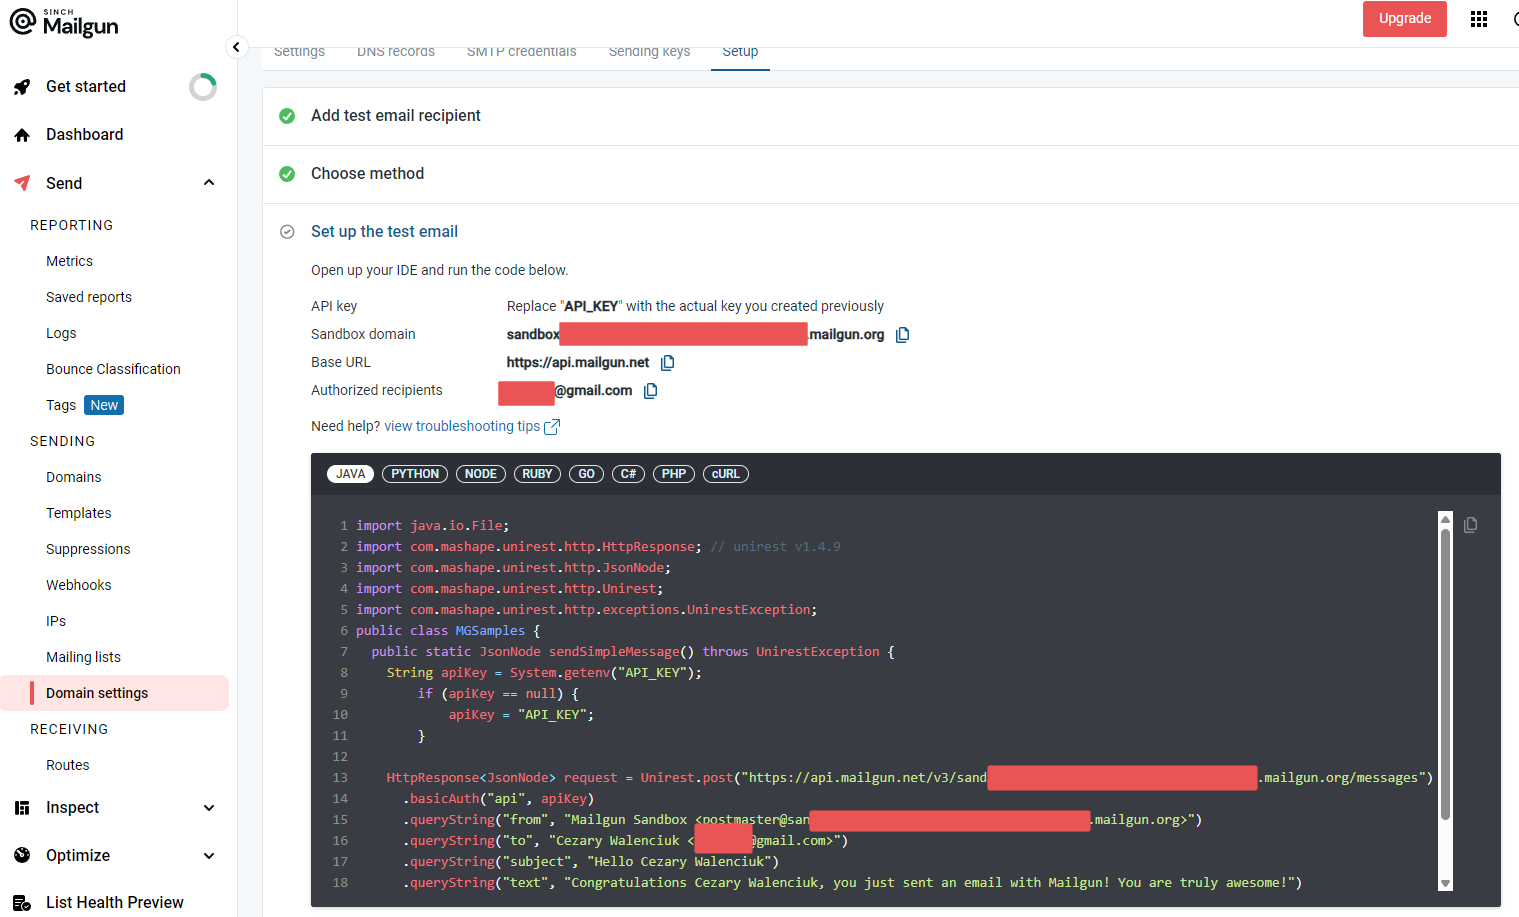 SINCH
Mailgun
Upgrade
Get started
Dashboard
Send
REPORTING
Metrics
Saved reports
Logs
Bounce Classification
Tags New
SENDING
Domains
Templates
Suppressions
Webhooks
IPs
Mailing lists
Domain settings
RECEIVING
Routes
Inspect
Optimize
List Health Preview
Settings DNS records SMTP credentials Sending keys Setup
Add test email recipient
Choose method
Set up the test email
Open up your IDE and run the code below.
API key Replace "API_KEY" with the actual key you created previously
Sandbox domain sandbox .mailgun.org
Base URL https://api.mailgun.net
Authorized recipients @gmail.com
Need help? view troubleshooting tips
JAVA PYTHON NODE RUBY GO C# PHP cURL
1 import java.io.File;
2 import com.mashape.unirest.http.HttpResponse; // unirest v1.4.9
3 import com.mashape.unirest.http.JsonNode;
4 import com.mashape.unirest.http.Unirest;
5 import com.mashape.unirest.http.exceptions.UnirestException;
6 public class MGSamples {
7 public static JsonNode sendSimpleMessage() throws UnirestException {
8 String apiKey = System.getenv("API_KEY");
9 if (apiKey == null) {
10 apiKey = "API_KEY";
11 }
12
13 HttpResponse<JsonNode> request = Unirest.post("https://api.mailgun.net/v3/sand .mailgun.org/messages")
14 .basicAuth("api", apiKey)
15 .queryString("from", "Mailgun Sandbox <postmaster@san .mailgun.org>")
16 .queryString("to", "Cezary Walenciuk < @gmail.com>")
17 .queryString("subject", "Hello Cezary Walenciuk")
18 .queryString("text", "Congratulations Cezary Walenciuk, you just sent an email with Mailgun! You are truly awesome!")